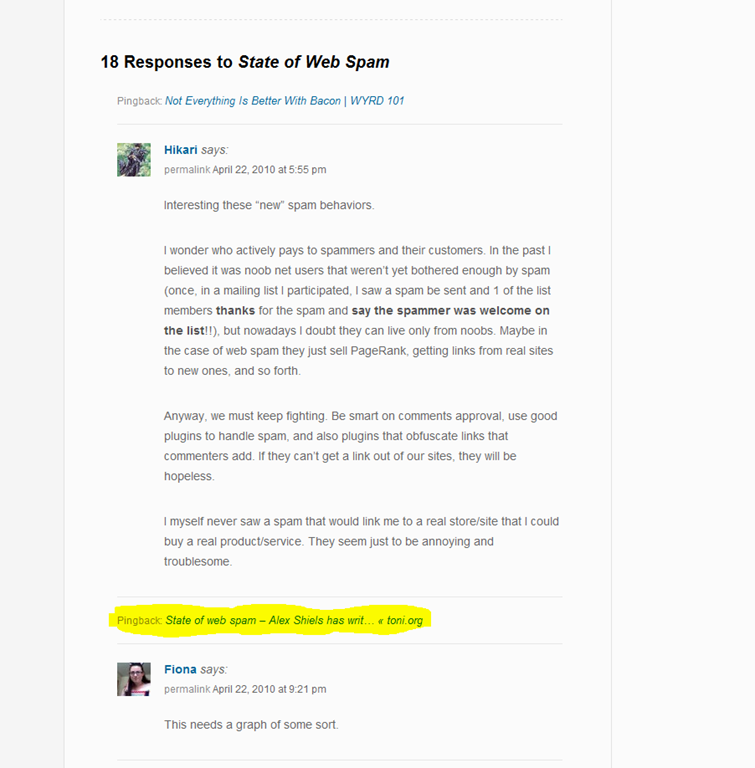 18 Responses to State of Web Spam
Pingback: Not Everything Is Better With Bacon | WYRD 101
Hikari says:
permalink April 22, 2010 at 5:55 pm
Interesting these “new” spam behaviors.
I wonder who actively pays to spammers and their customers. In the past I
believed it was noob net users that weren’t yet bothered enough by spam
(once, in a mailing list I participated, I saw a spam be sent and 1 of the list
members thanks for the spam and say the spammer was welcome on
the list!!), but nowadays I doubt they can live only from noobs. Maybe in
the case of web spam they just sell PageRank, getting links from real sites
to new ones, and so forth.
Anyway, we must keep fighting. Be smart on comments approval, use good
plugins to handle spam, and also plugins that obfuscate links that
commenters add. If they can’t get a link out of our sites, they will be
hopeless.
I myself never saw a spam that would link me to a real store/site that I could
buy a real product/service. They seem just to be annoying and
troublesome.
Pingback: State of web spam – Alex Shiels has writ… « toni.org
Fiona says:
permalink April 22, 2010 at 9:21 pm
This needs a graph of some sort.